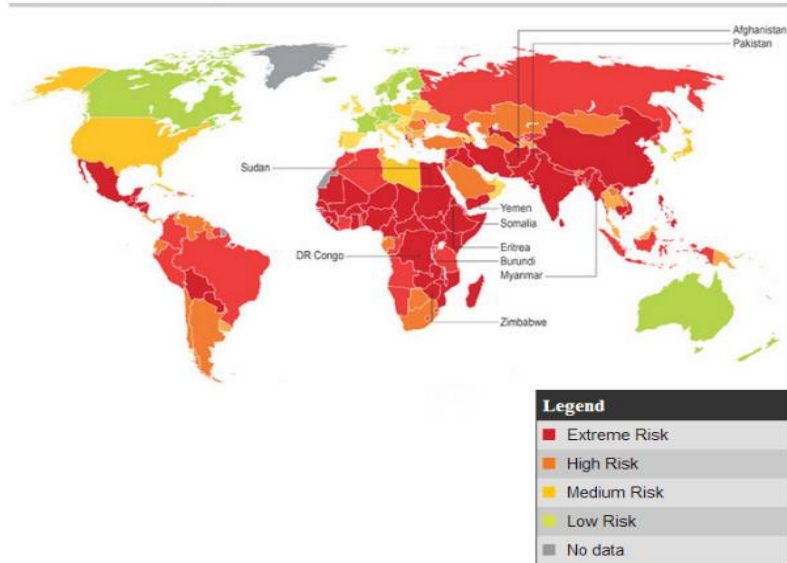 Afghanistan
Pakistan
Sudan
Yemen
Somalia
Eritrea
DR Congo
Burundi
Myanmar
Zimbabwe
Legend
Extreme Risk
High Risk
Medium Risk
Low Risk
No data